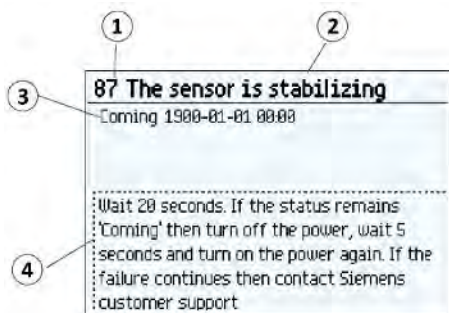 1
2
87 The sensor is stabilizing
3
Coming 1900-01-01 00:00
Wait 20 seconds. If the status remains
'Coming' then turn off the power, wait 5
seconds and turn on the power again. If the
4
failure continues then contact Siemens
customer support